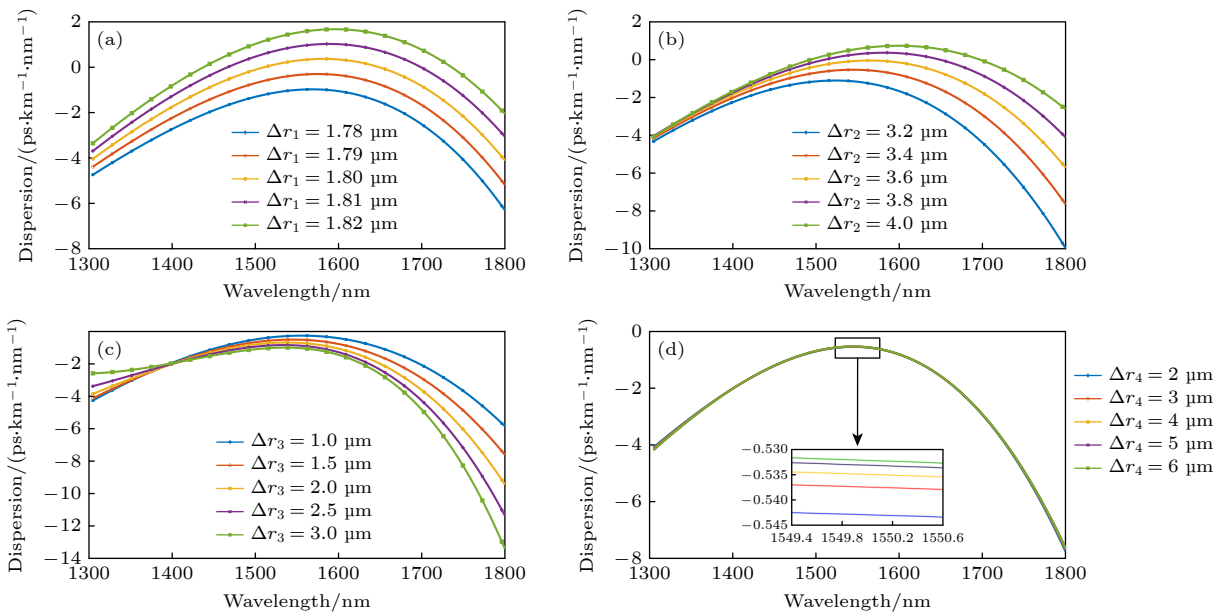 (a)
2
0
−2
−4
−6
−8
Dispersion/(ps·km−1·nm−1)
Δr1 = 1.78 µm
Δr1 = 1.79 µm
Δr1 = 1.80 µm
Δr1 = 1.81 µm
Δr1 = 1.82 µm
1300 1400 1500 1600 1700 1800
Wavelength/nm
(b)
2
0
−2
−4
−6
−8
−10
Dispersion/(ps·km−1·nm−1)
Δr2 = 3.2 µm
Δr2 = 3.4 µm
Δr2 = 3.6 µm
Δr2 = 3.8 µm
Δr2 = 4.0 µm
1300 1400 1500 1600 1700 1800
Wavelength/nm
(c)
−2
−4
−6
−8
−10
−12
−14
Dispersion/(ps·km−1·nm−1)
Δr3 = 1.0 µm
Δr3 = 1.5 µm
Δr3 = 2.0 µm
Δr3 = 2.5 µm
Δr3 = 3.0 µm
1300 1400 1500 1600 1700 1800
Wavelength/nm
(d)
0
−2
−4
−6
−8
Dispersion/(ps·km−1·nm−1)
−0.530
−0.535
−0.540
−0.545
1549.4 1549.8 1550.2 1550.6
Δr4 = 2 µm
Δr4 = 3 µm
Δr4 = 4 µm
Δr4 = 5 µm
Δr4 = 6 µm
1300 1400 1500 1600 1700 1800
Wavelength/nm